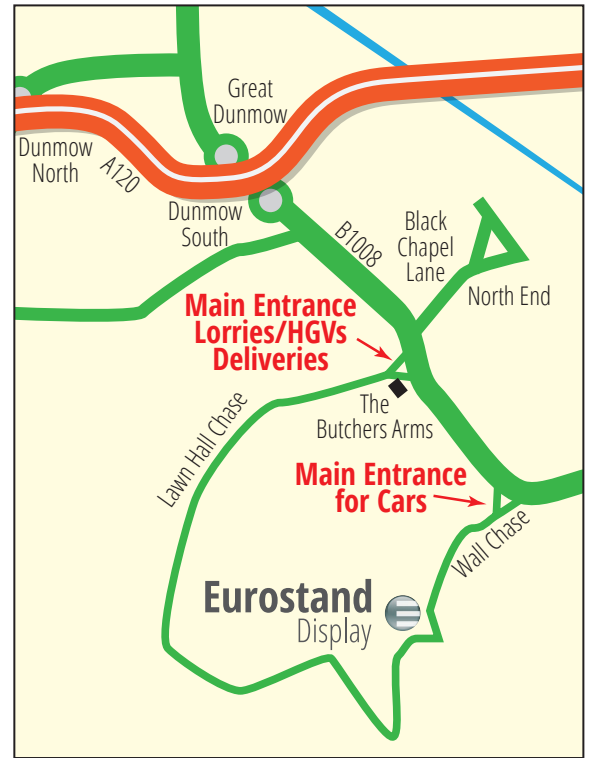 Great
Dunmow
Dunmow
North
A120
Dunmow
South
B1008
Black
Chapel
Lane
North End
Main Entrance
Lorries/HGVs
Deliveries
The
Butchers Arms
Lawn Hall Chase
Main Entrance
for Cars
Wall Chase
Eurostand
Display